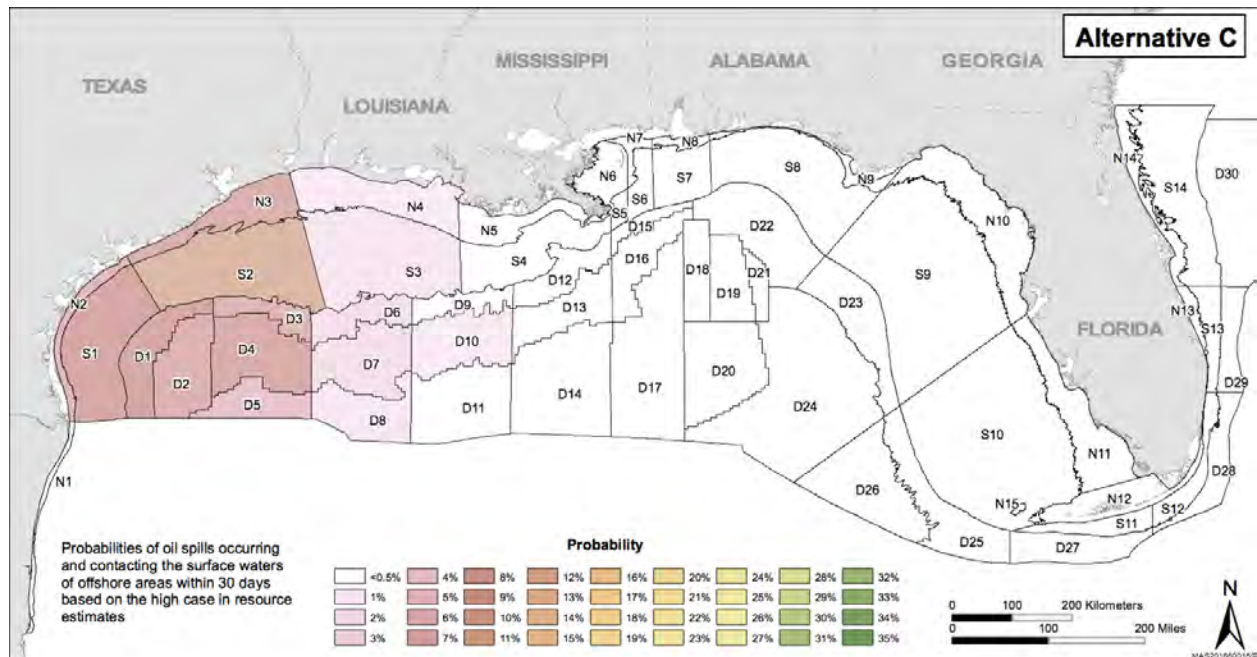 Alternative C
TEXAS
LOUISIANA
MISSISSIPPI
ALABAMA
GEORGIA
FLORIDA
N7
N8
N6
S6
S7
S8
N9
S5
N14
S14
D30
N3
N4
N5
S4
D15
D22
N10
S2
S3
D12
D16
D18
D21
S9
N2
D9
D6
D13
D19
D23
D3
N13
S13
S1
D1
D4
D7
D10
D2
D20
D29
D5
D8
D11
D14
D17
D24
S10
N11
D28
N1
D26
N15
N12
S12
S11
D25
D27
Probabilities of oil spills occurring
and contacting the surface waters
of offshore areas within 30 days
based on the high case in resource
estimates
Probability
<0.5% 4% 8% 12% 16% 20% 24% 28% 32%
1% 5% 9% 13% 17% 21% 25% 29% 33%
2% 6% 10% 14% 18% 22% 26% 30% 34%
3% 7% 11% 15% 19% 23% 27% 31% 35%
0 100 200 Kilometers
0 100 200 Miles
N